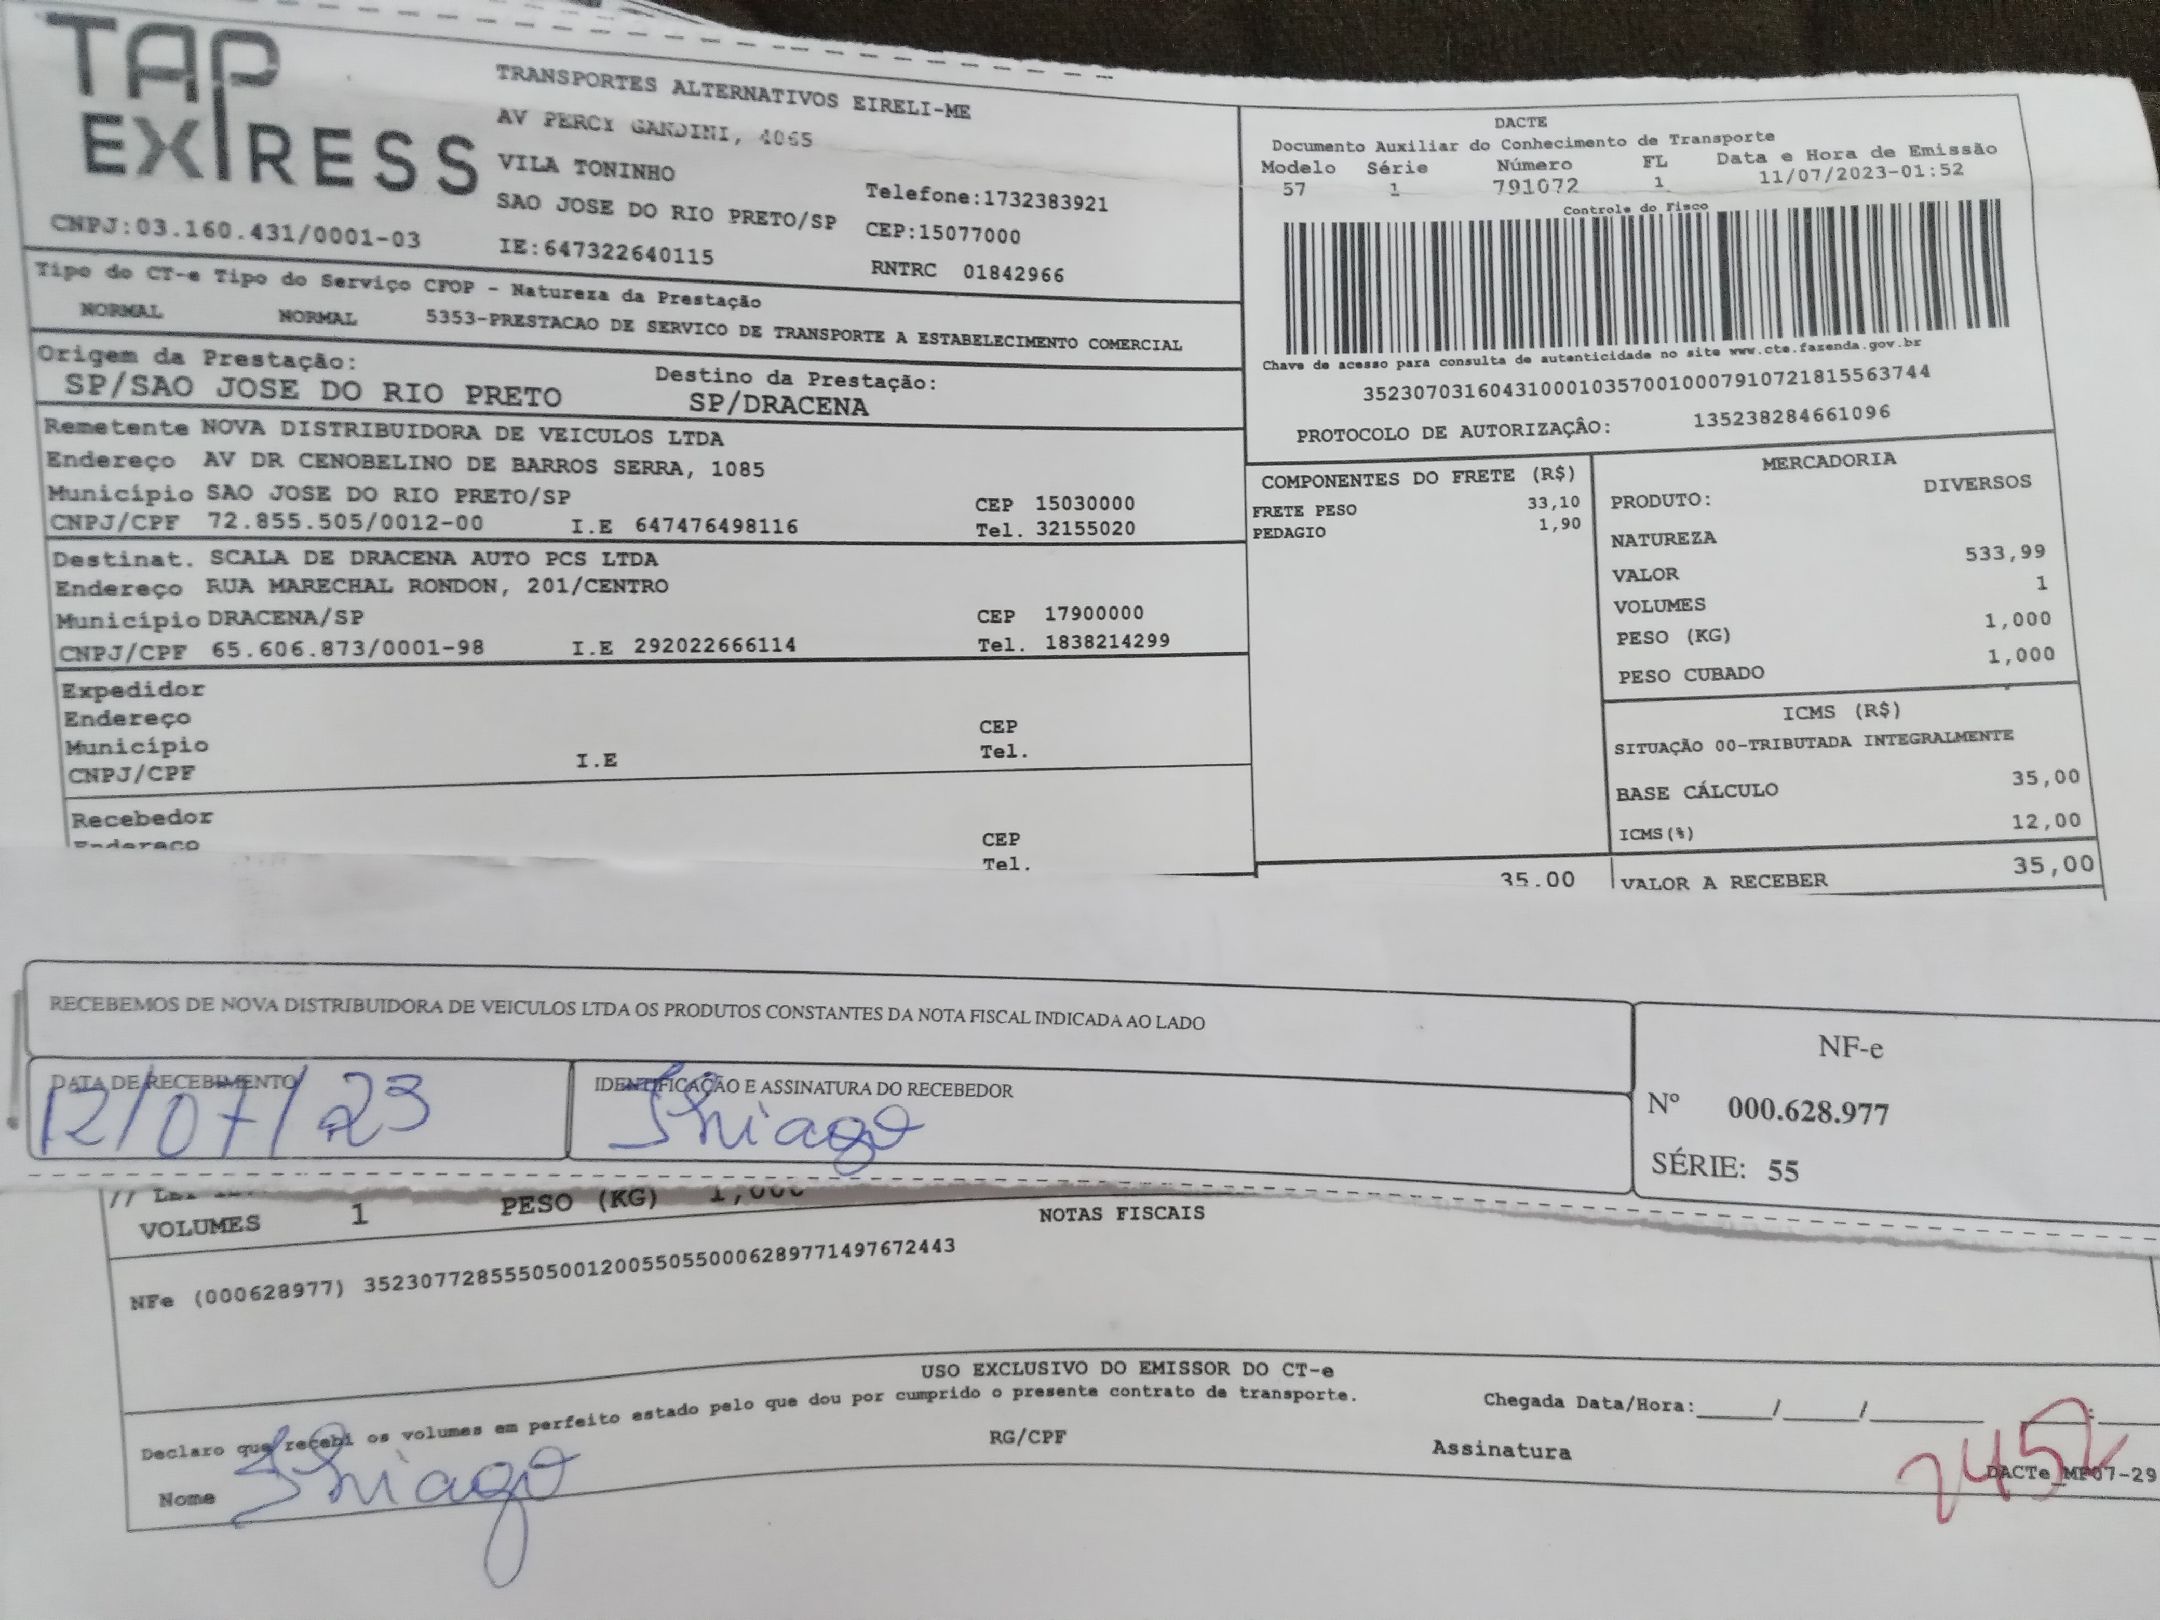 TAP
EXPRESS
TRANSPORTES ALTERNATIVOS EIRELI-ME
AV PERCY GANDINI, 4065
VILA TONINHO
SAO JOSE DO RIO PRETO/SP
Telefone:1732383921
CEP:15077000
CNPJ:03.160.431/0001-03
IE:647322640115
RNTRC 01842966
Tipo do CT-e Tipo do Serviço CFOP - Natureza da Prestação
NORMAL NORMAL 5353-PRESTACAO DE SERVICO DE TRANSPORTE A ESTABELECIMENTO COMERCIAL
Origem da Prestação:
SP/SAO JOSE DO RIO PRETO
Destino da Prestação:
SP/DRACENA
DACTE
Documento Auxiliar do Conhecimento de Transporte
Modelo Série Número FL Data e Hora de Emissão
57 1 791072 1 11/07/2023-01:52
Controle do Fisco
Chave de acesso para consulta de autenticidade no site www.cte.fazenda.gov.br
35230703160431000103570010007910721815563744
PROTOCOLO DE AUTORIZAÇÂO: 135238284661096
Remetente NOVA DISTRIBUIDORA DE VEICULOS LTDA
Endereço AV DR CENOBELINO DE BARROS SERRA, 1085
Município SAO JOSE DO RIO PRETO/SP CEP 15030000
CNPJ/CPF 72.855.505/0012-00 I.E 647476498116 Tel. 32155020
Destinat. SCALA DE DRACENA AUTO PCS LTDA
Endereço RUA MARECHAL RONDON, 201/CENTRO
Município DRACENA/SP CEP 17900000
CNPJ/CPF 65.606.873/0001-98 I.E 292022666114 Tel. 1838214299
Expedidor
Endereço
Município CEP
CNPJ/CPF I.E Tel.
Recebedor
Endereço CEP
Tel.
COMPONENTES DO FRETE (R$)
FRETE PESO 33,10
PEDAGIO 1,90
35.00
MERCADORIA
PRODUTO: DIVERSOS
NATUREZA
VALOR 533,99
VOLUMES 1
PESO (KG) 1,000
PESO CUBADO 1,000
ICMS (R$)
SITUAÇÃO 00-TRIBUTADA INTEGRALMENTE
BASE CÁLCULO 35,00
ICMS(%) 12,00
VALOR A RECEBER 35,00
RECEBEMOS DE NOVA DISTRIBUIDORA DE VEICULOS LTDA OS PRODUTOS CONSTANTES DA NOTA FISCAL INDICADA AO LADO
DATA DE RECEBIMENTO
12/07/23
IDENTIFICAÇÃO E ASSINATURA DO RECEBEDOR
Thiago
NF-e
Nº 000.628.977
SÉRIE: 55
VOLUMES 1 PESO (KG) 1,000
NOTAS FISCAIS
NFe (000628977) 35230772855505001200550550006289771497672443
USO EXCLUSIVO DO EMISSOR DO CT-e
Declaro que recebi os volumes em perfeito estado pelo que dou por cumprido o presente contrato de transporte.
Chegada Data/Hora:_____/_____/________ ____:____
Nome Thiago
RG/CPF
Assinatura
DACTe_MP07-29